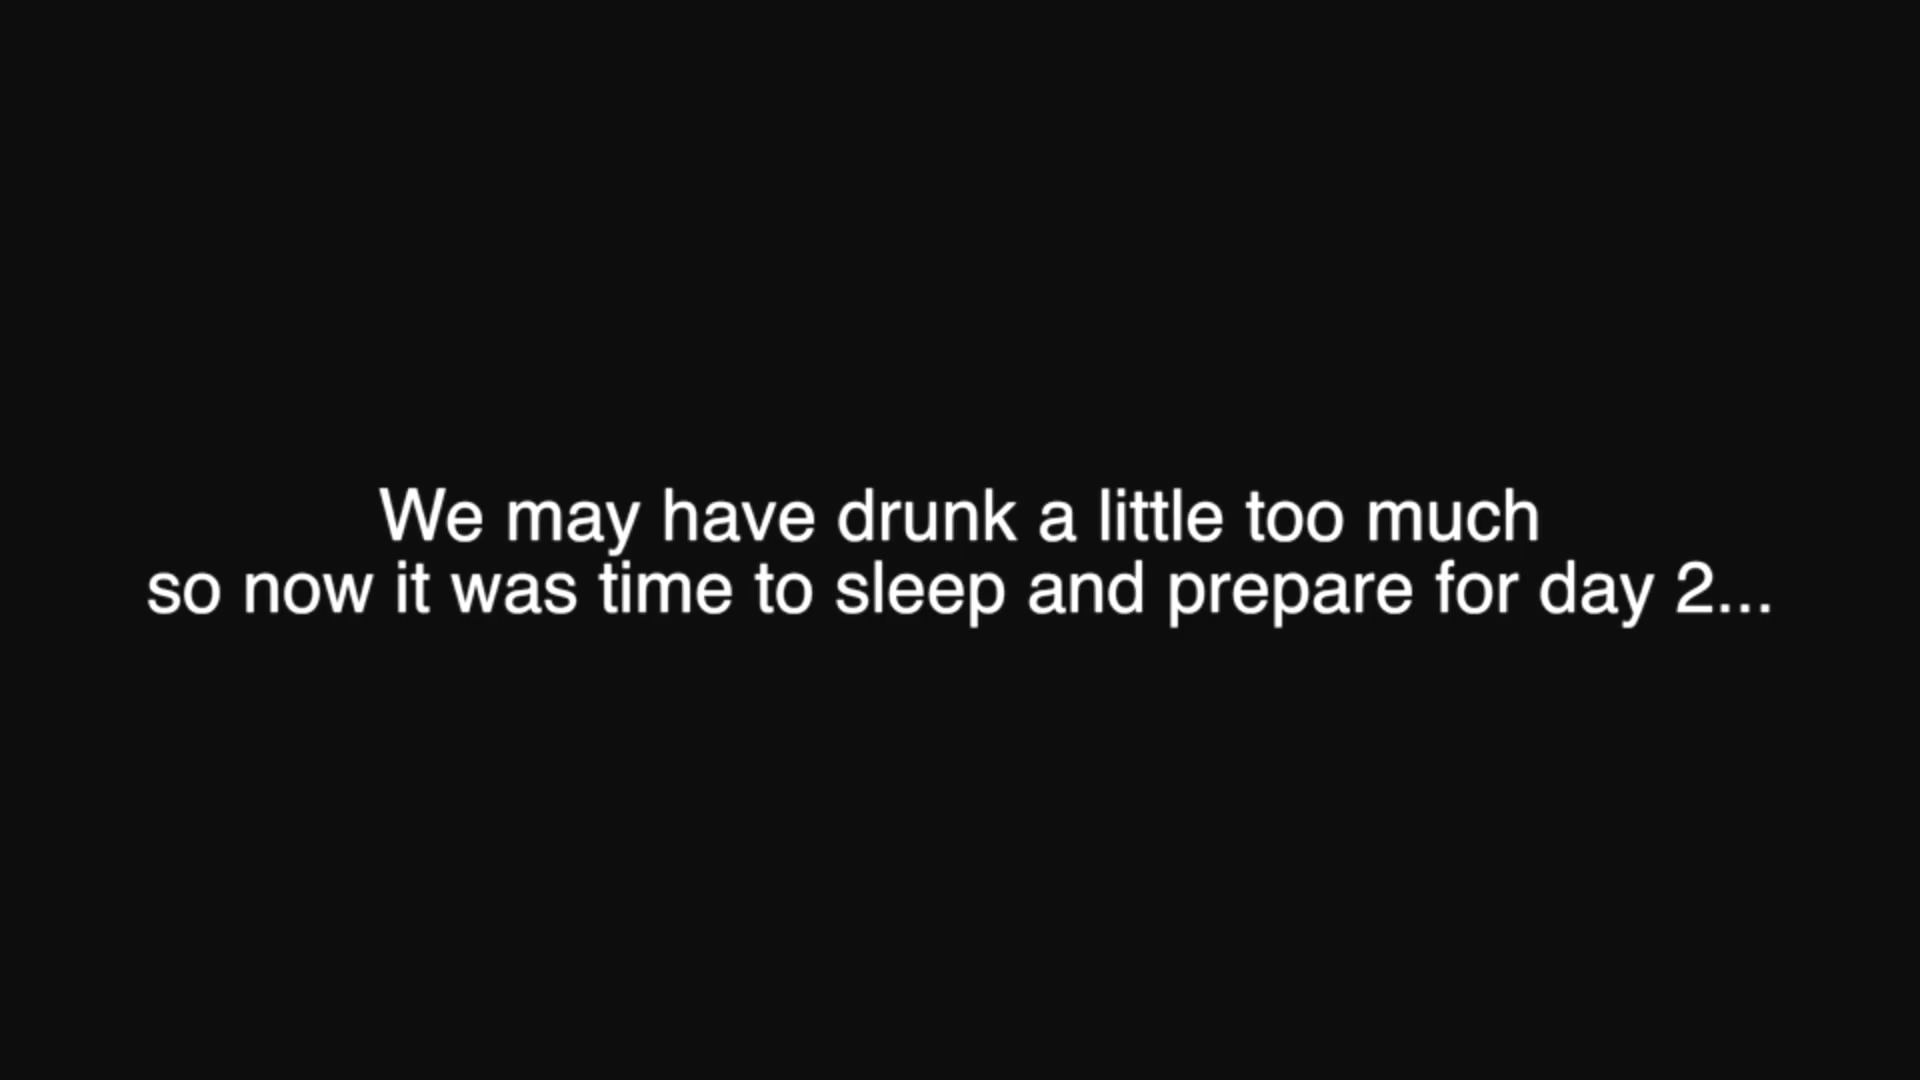 We may have drunk a little too much
so now it was time to sleep and prepare for day 2...